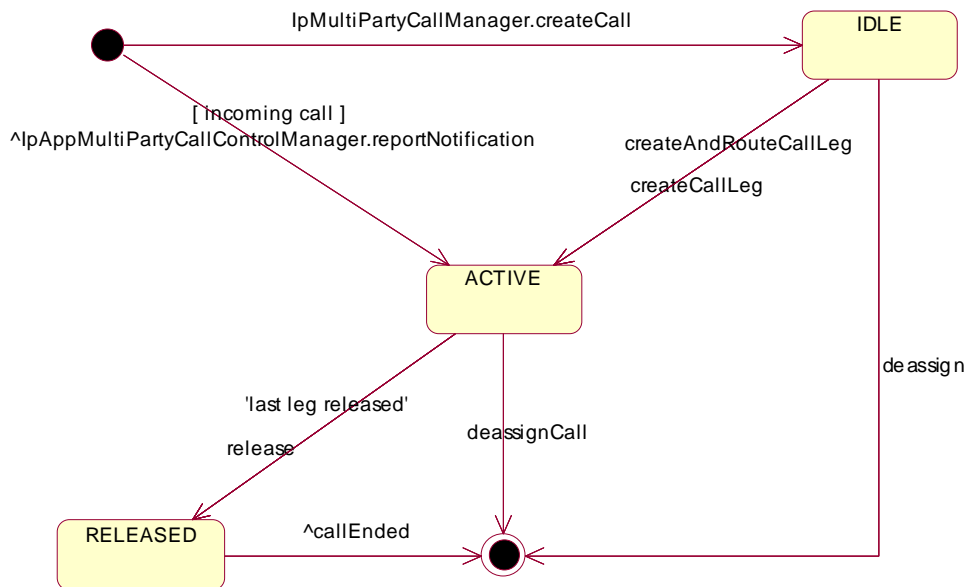 IpMultiPartyCallManager.createCall
IDLE
[ incoming call ]
^IpAppMultiPartyCallControlManager.reportNotification
createAndRouteCallLeg
createCallLeg
ACTIVE
deassign
'last leg released'
deassignCall
release
RELEASED
^callEnded